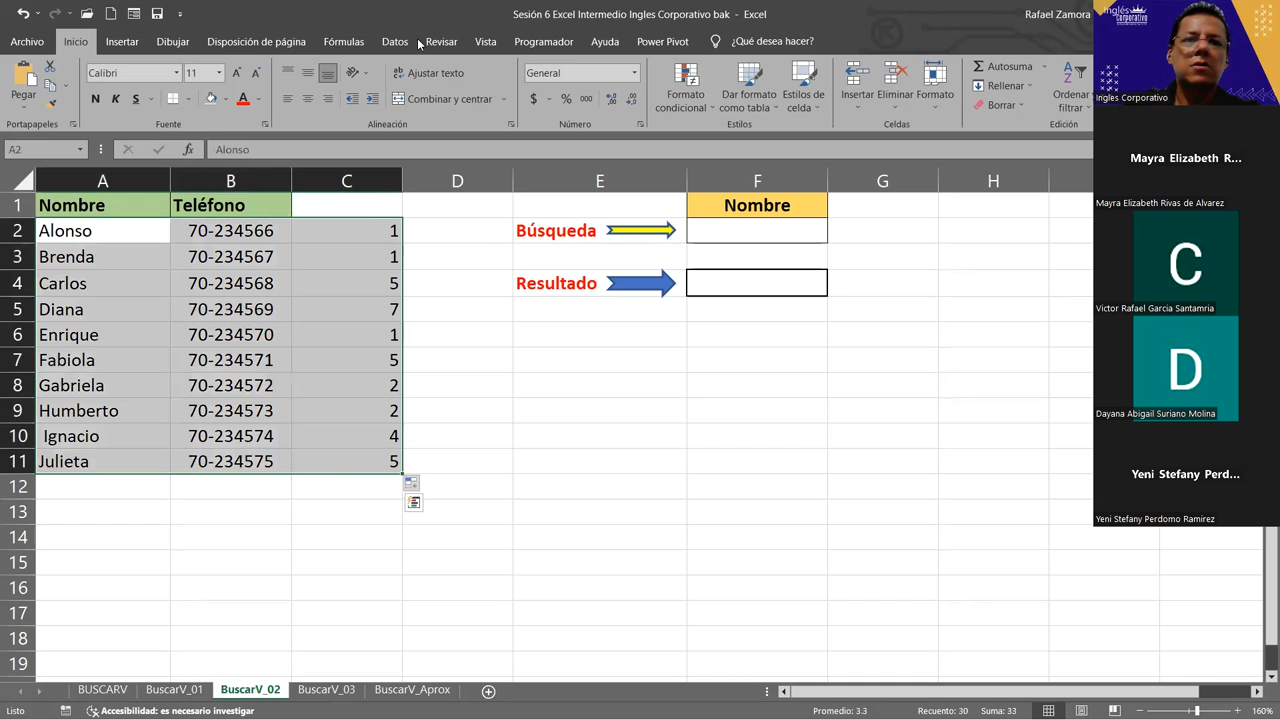 Sesión 6 Excel Intermedio Ingles Corporativo bak - Excel
Rafael Zamora
Archivo Inicio Insertar Dibujar Disposición de página Fórmulas Datos Revisar Vista Programador Ayuda Power Pivot ¿Qué desea hacer?
Pegar
Calibri 11
N K S
Ajustar texto
Combinar y centrar
General
$ % 000
Formato condicional
Dar formato como tabla
Estilos de celda
Insertar Eliminar Formato
Autosuma
Rellenar
Borrar
Ordenar filtrar
Portapapeles Fuente Alineación Número Estilos Celdas Edición
A2 fx Alonso
A B C D E F G H
1 Nombre Teléfono Nombre
2 Alonso 70-234566 1 Búsqueda
3 Brenda 70-234567 1
4 Carlos 70-234568 5 Resultado
5 Diana 70-234569 7
6 Enrique 70-234570 1
7 Fabiola 70-234571 5
8 Gabriela 70-234572 2
9 Humberto 70-234573 2
10 Ignacio 70-234574 4
11 Julieta 70-234575 5
12
13
14
15
16
17
18
19
BUSCARV BuscarV_01 BuscarV_02 BuscarV_03 BuscarV_Aprox
Listo Accesibilidad: es necesario investigar Promedio: 3.3 Recuento: 30 Suma: 33 160%
Inglés Corporativo
Ingles Corporativo
Mayra Elizabeth R...
Mayra Elizabeth Rivas de Alvarez
C
Victor Rafael Garcia Santamria
D
Dayana Abigail Suriano Molina
Yeni Stefany Perd...
Yeni Stefany Perdomo Ramirez